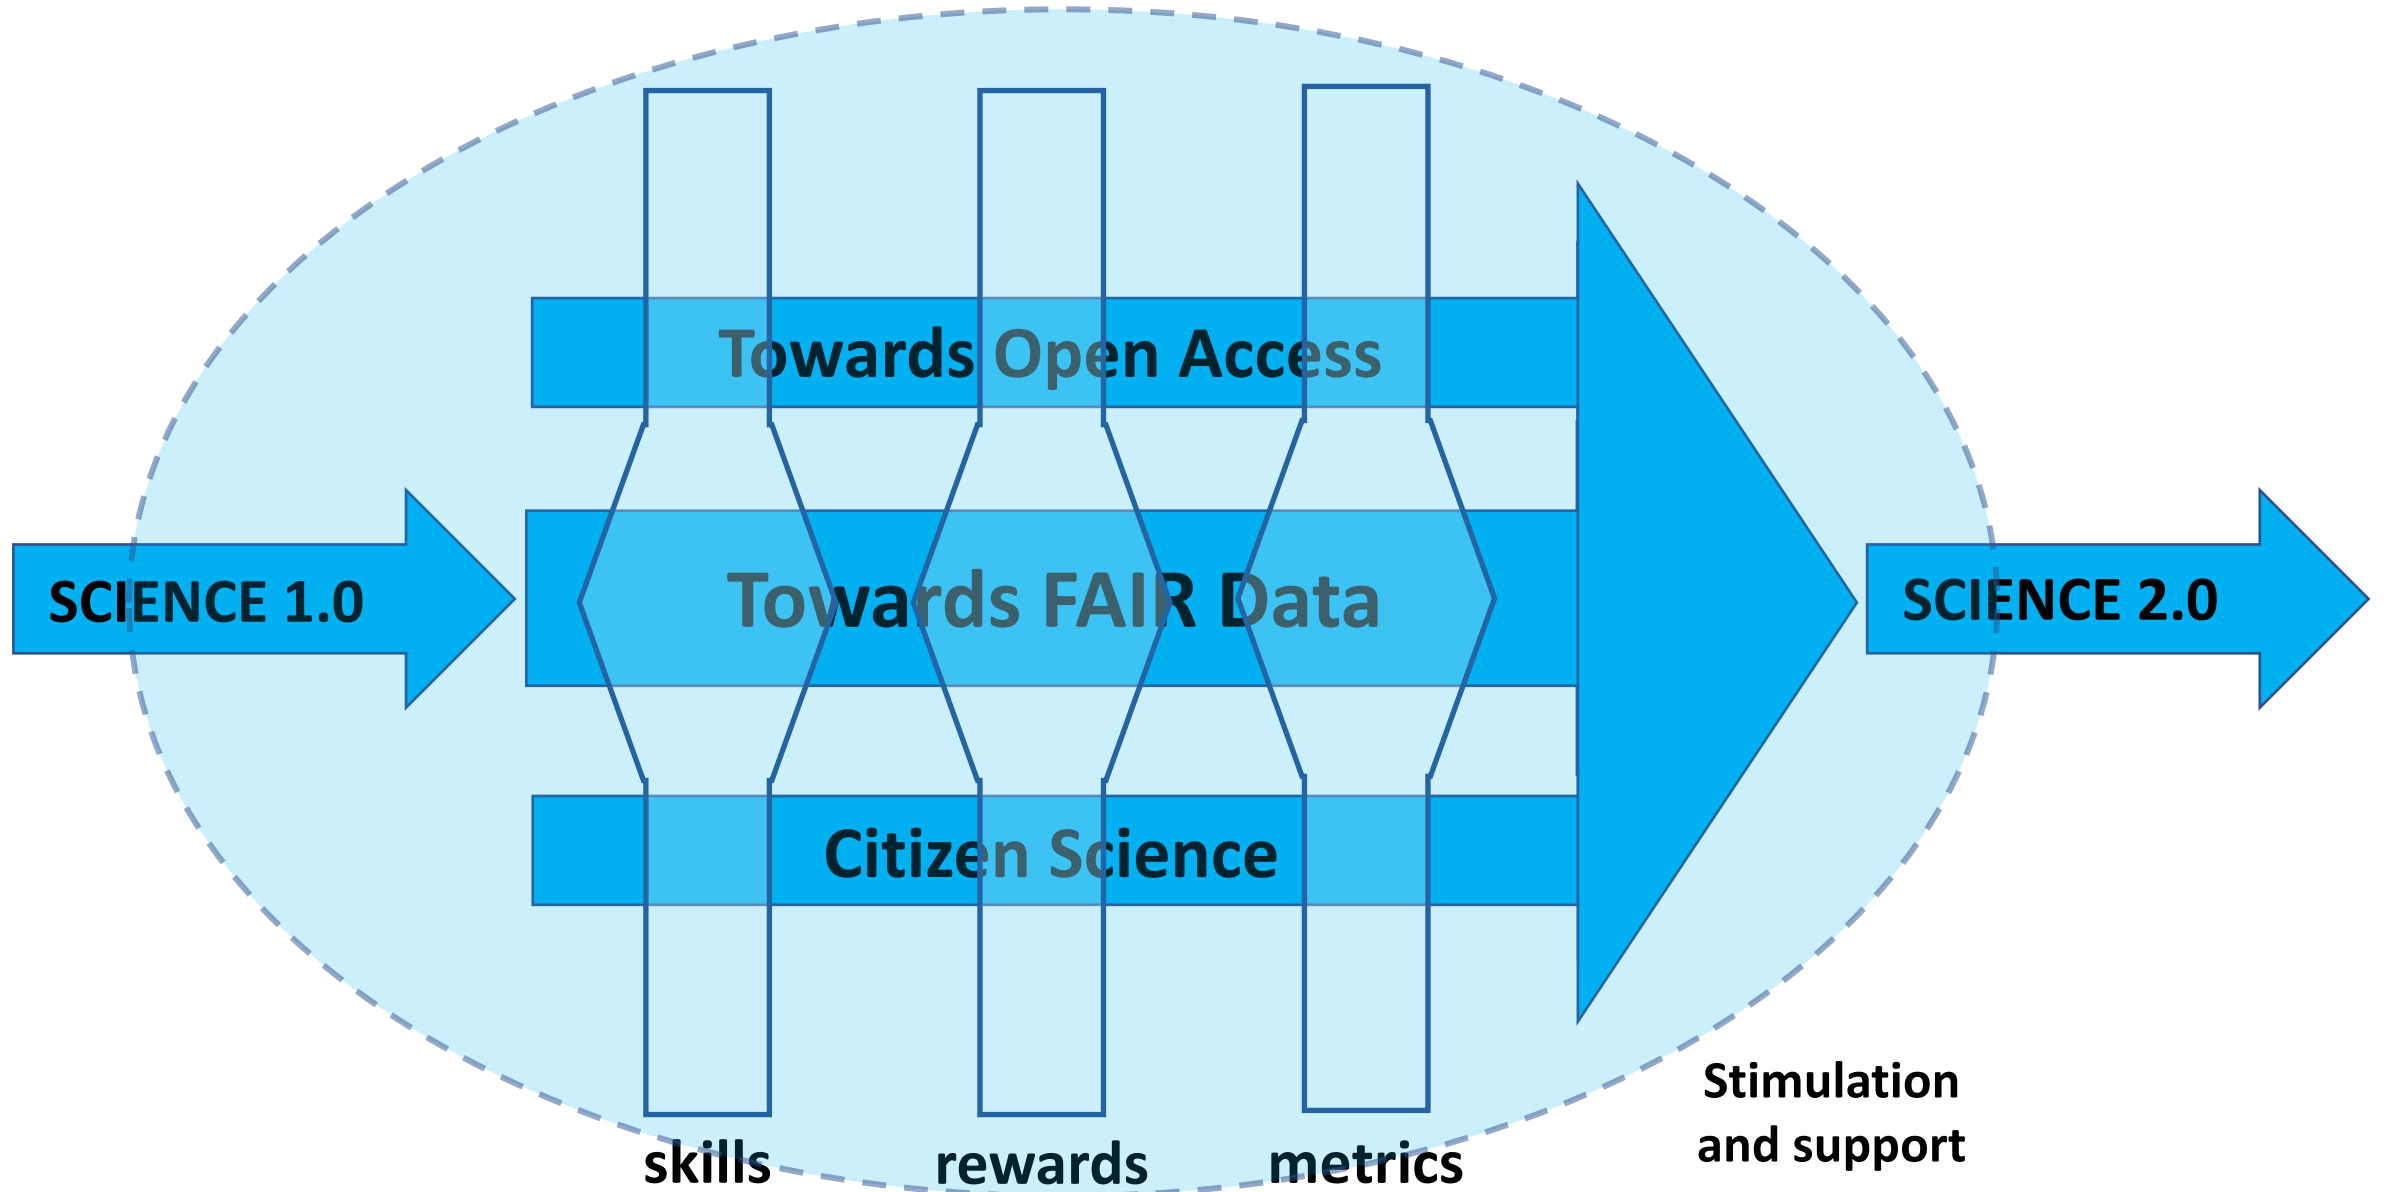 Towards Open Access
SCIENCE 1.0
Towards FAIR Data
SCIENCE 2.0
Citizen Science
Stimulation
and support
skills
rewards
metrics